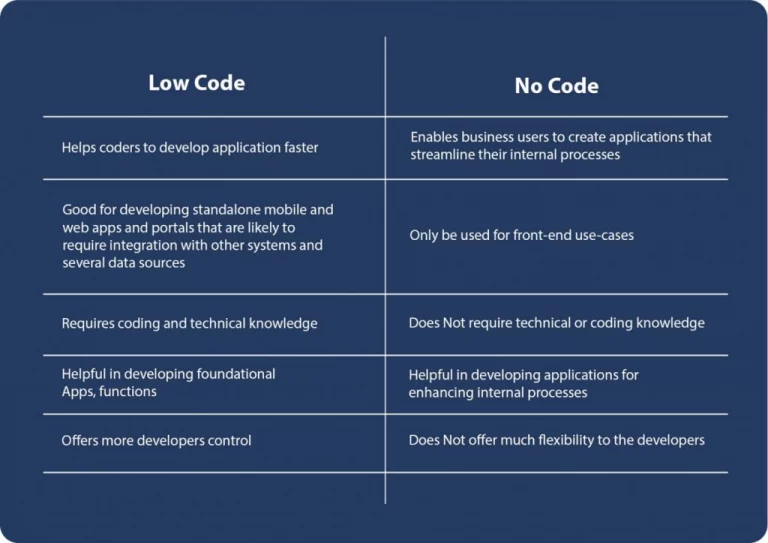 Low Code
No Code
Helps coders to develop application faster
Enables business users to create applications that
streamline their internal processes
Good for developing standalone mobile and
web apps and portals that are likely to
require integration with other systems and
several data sources
Only be used for front-end use-cases
Requires coding and technical knowledge
Does Not require technical or coding knowledge
Helpful in developing foundational
Apps, functions
Helpful in developing applications for
enhancing internal processes
Offers more developers control
Does Not offer much flexibility to the developers